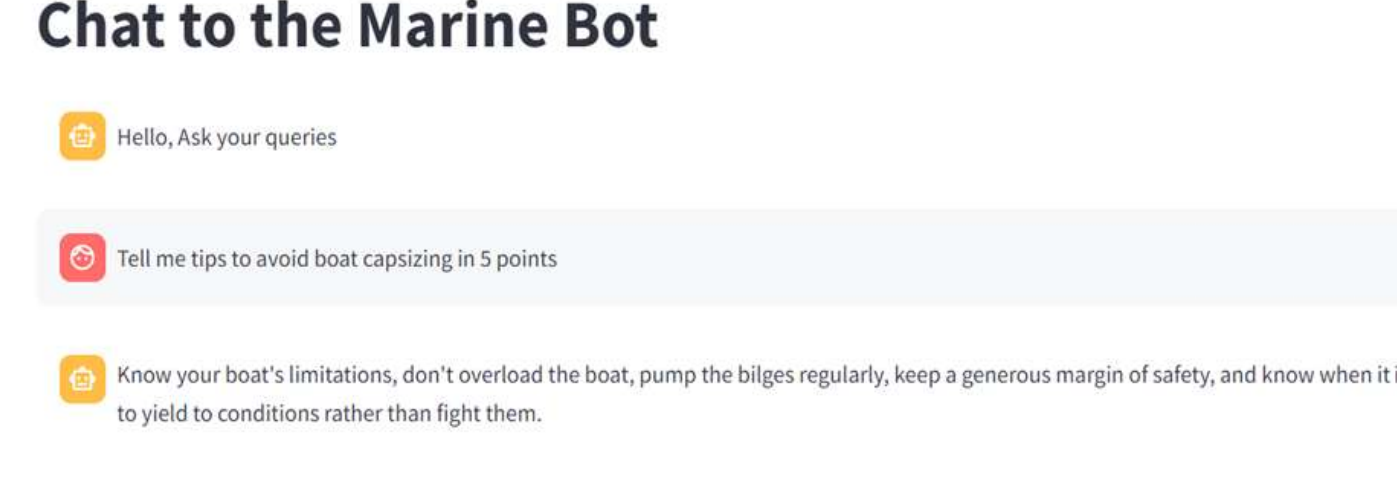 Chat to the Marine Bot
Hello, Ask your queries
Tell me tips to avoid boat capsizing in 5 points
Know your boat's limitations, don't overload the boat, pump the bilges regularly, keep a generous margin of safety, and know when it
to yield to conditions rather than fight them.